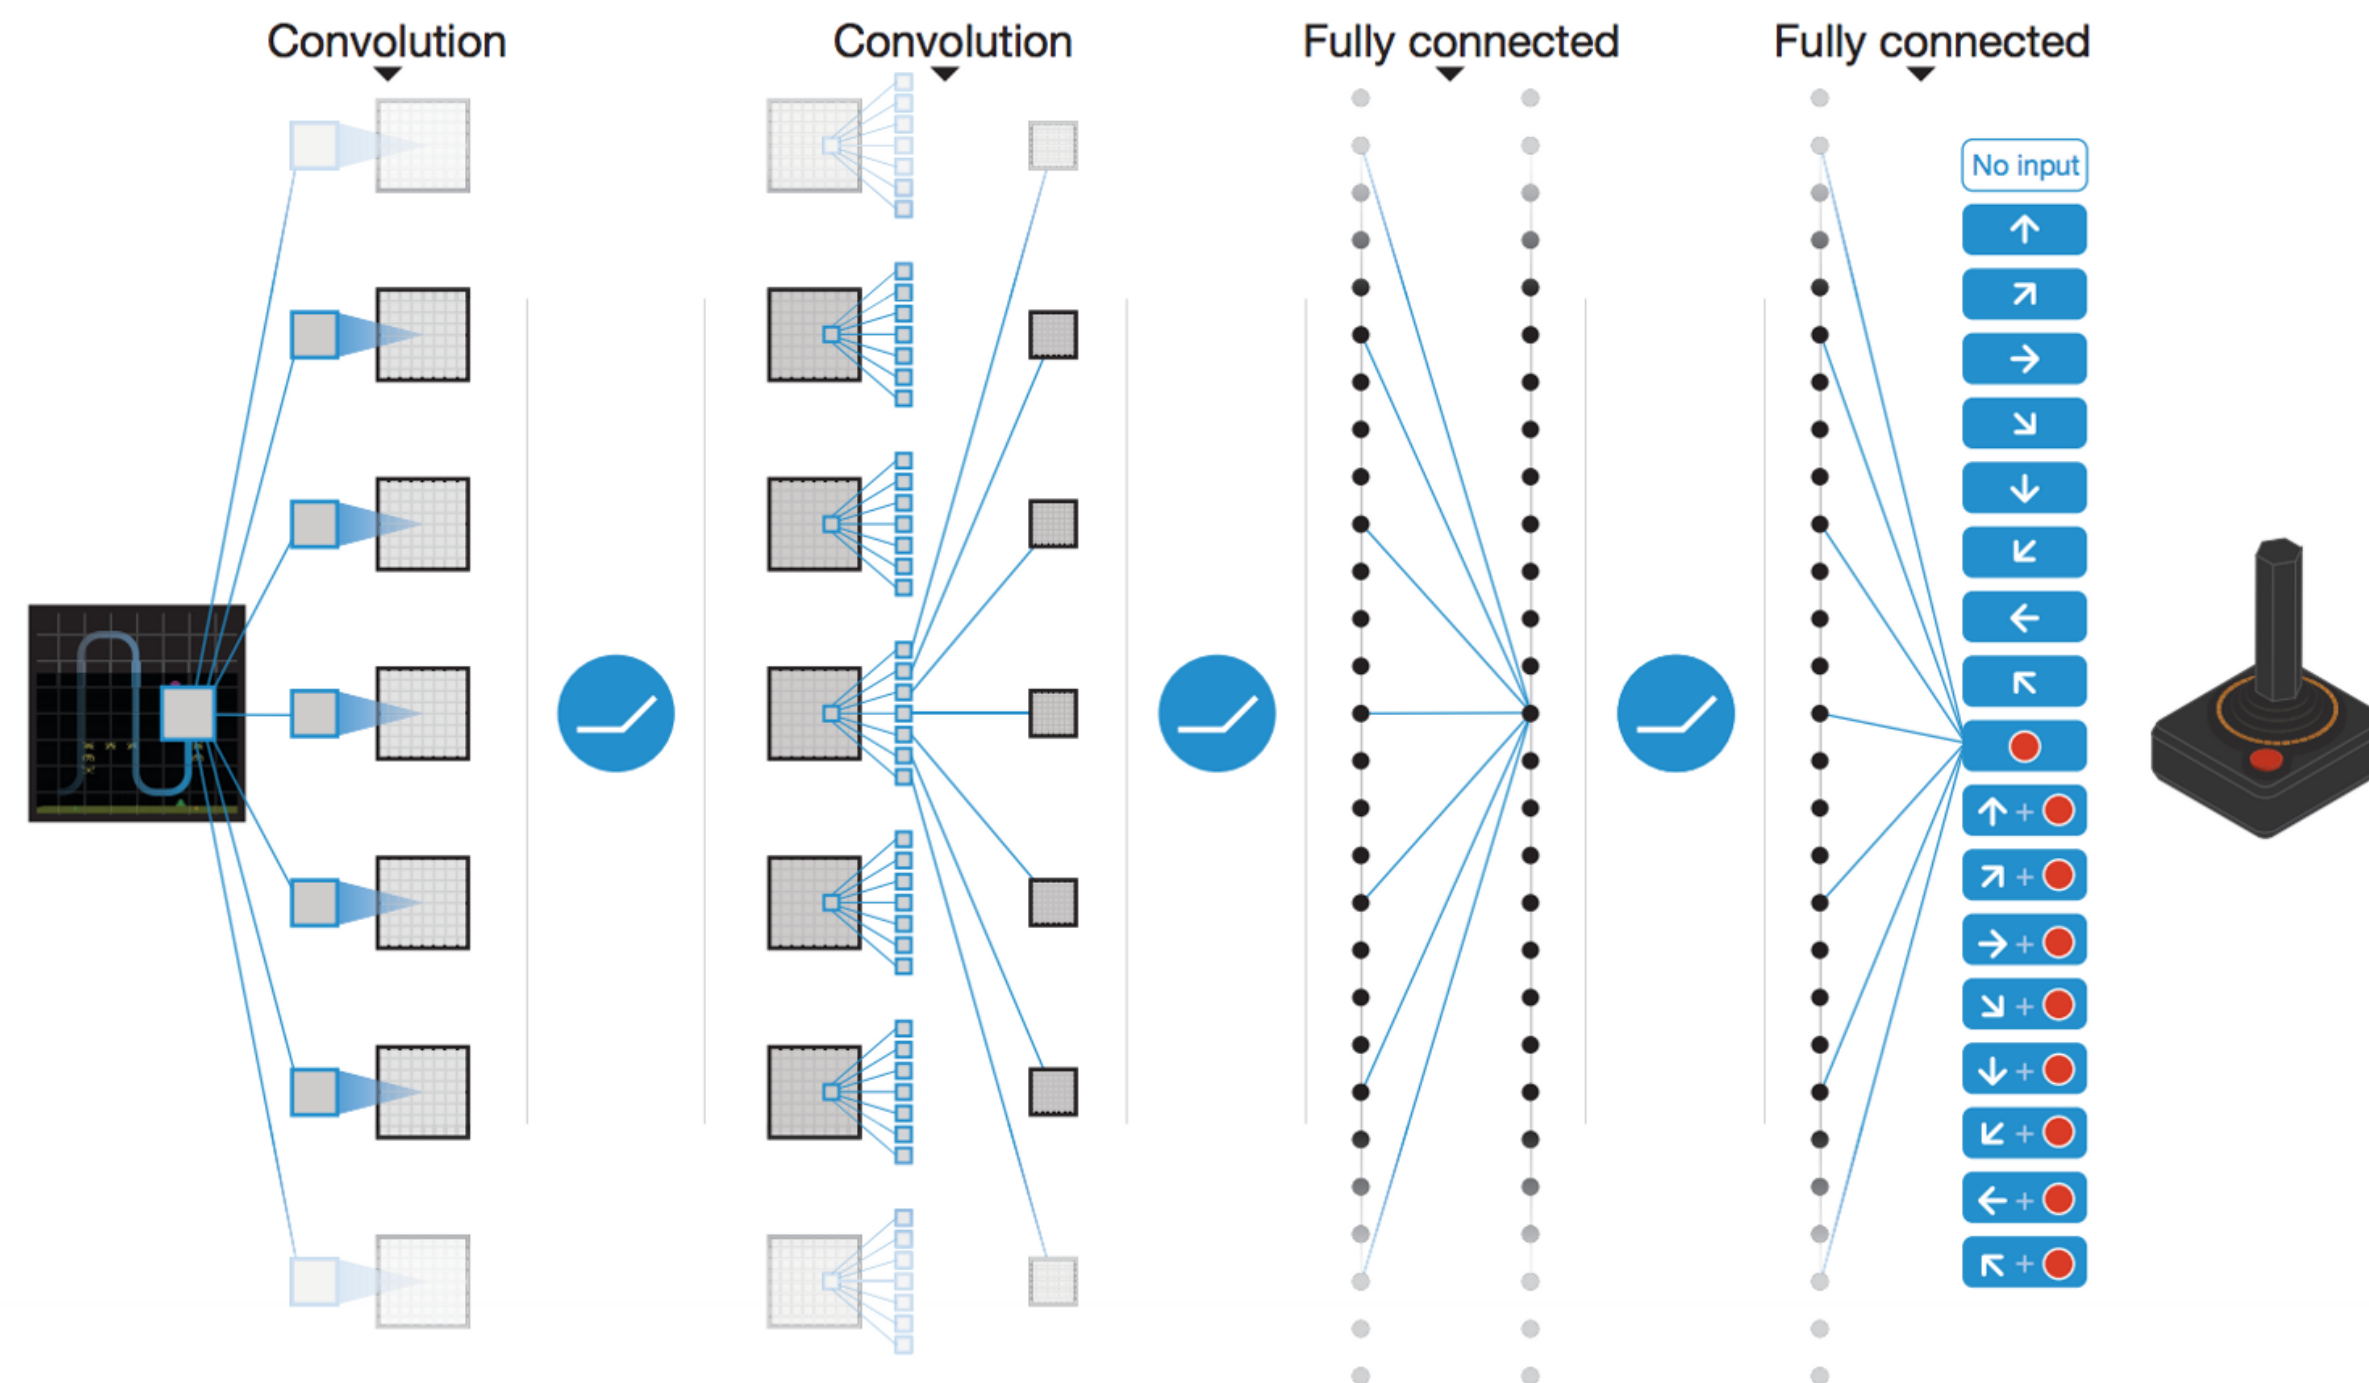 Convolution
Convolution
Fully connected
Fully connected
No input
+
+
+
+
+
+
+
+